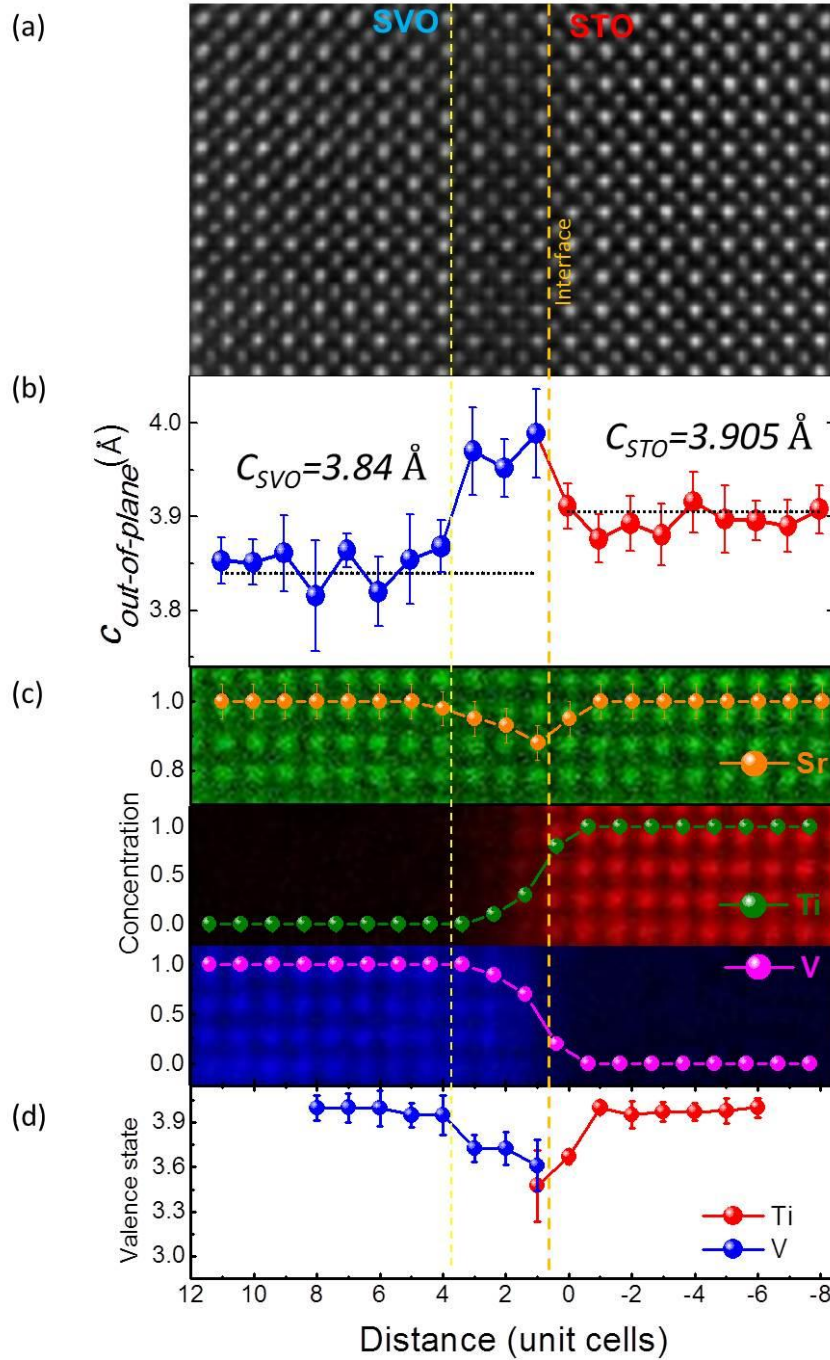 (a)
SVO
STO
Interface
(b)
c out-of-plane (Å)
4.0
3.9
3.8
CSVO=3.84 Å
CSTO=3.905 Å
(c)
Concentration
1.0
0.8
Sr
1.0
0.5
0.0
Ti
1.0
0.5
0.0
V
(d)
Valence state
3.9
3.6
3.3
3.0
Ti
V
12 10 8 6 4 2 0 -2 -4 -6 -8
Distance (unit cells)